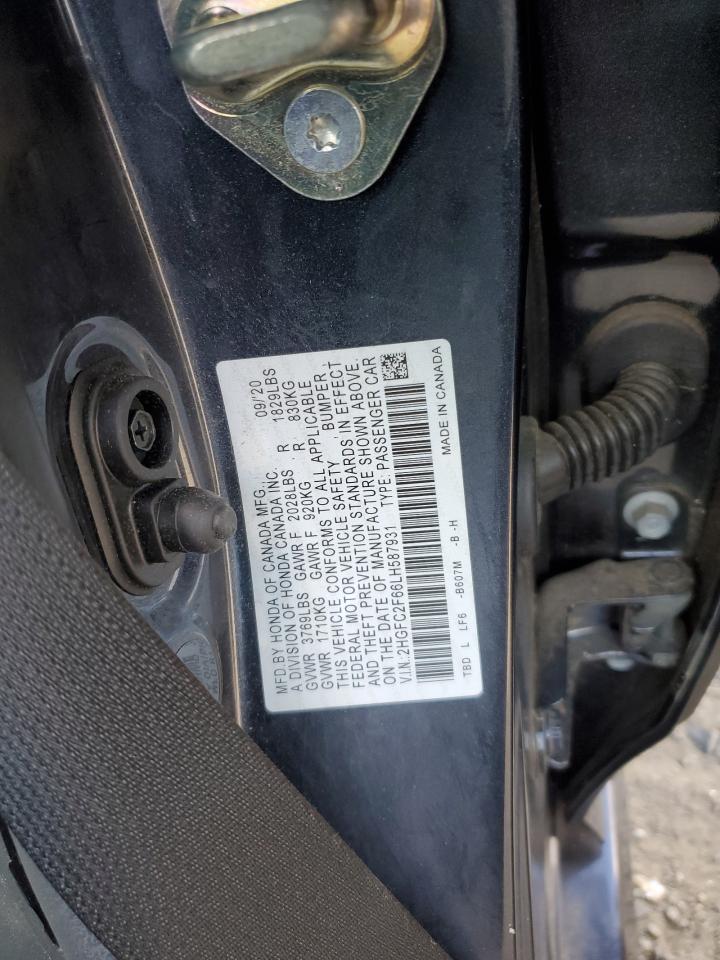 MFD.BY HONDA OF CANADA MFG., 09/'20
A DIVISION OF HONDA CANADA INC.
GVWR 3769LBS GAWR F 2028LBS R 1829LBS
GVWR 1710KG GAWR F 920KG R 830KG
THIS VEHICLE CONFORMS TO ALL APPLICABLE
FEDERAL MOTOR VEHICLE SAFETY, BUMPER,
AND THEFT PREVENTION STANDARDS IN EFFECT
ON THE DATE OF MANUFACTURE SHOWN ABOVE.
V.I.N.:2HGFC2F66LH587931 TYPE: PASSENGER CAR
TBD L LF6 -B607M -B -H MADE IN CANADA